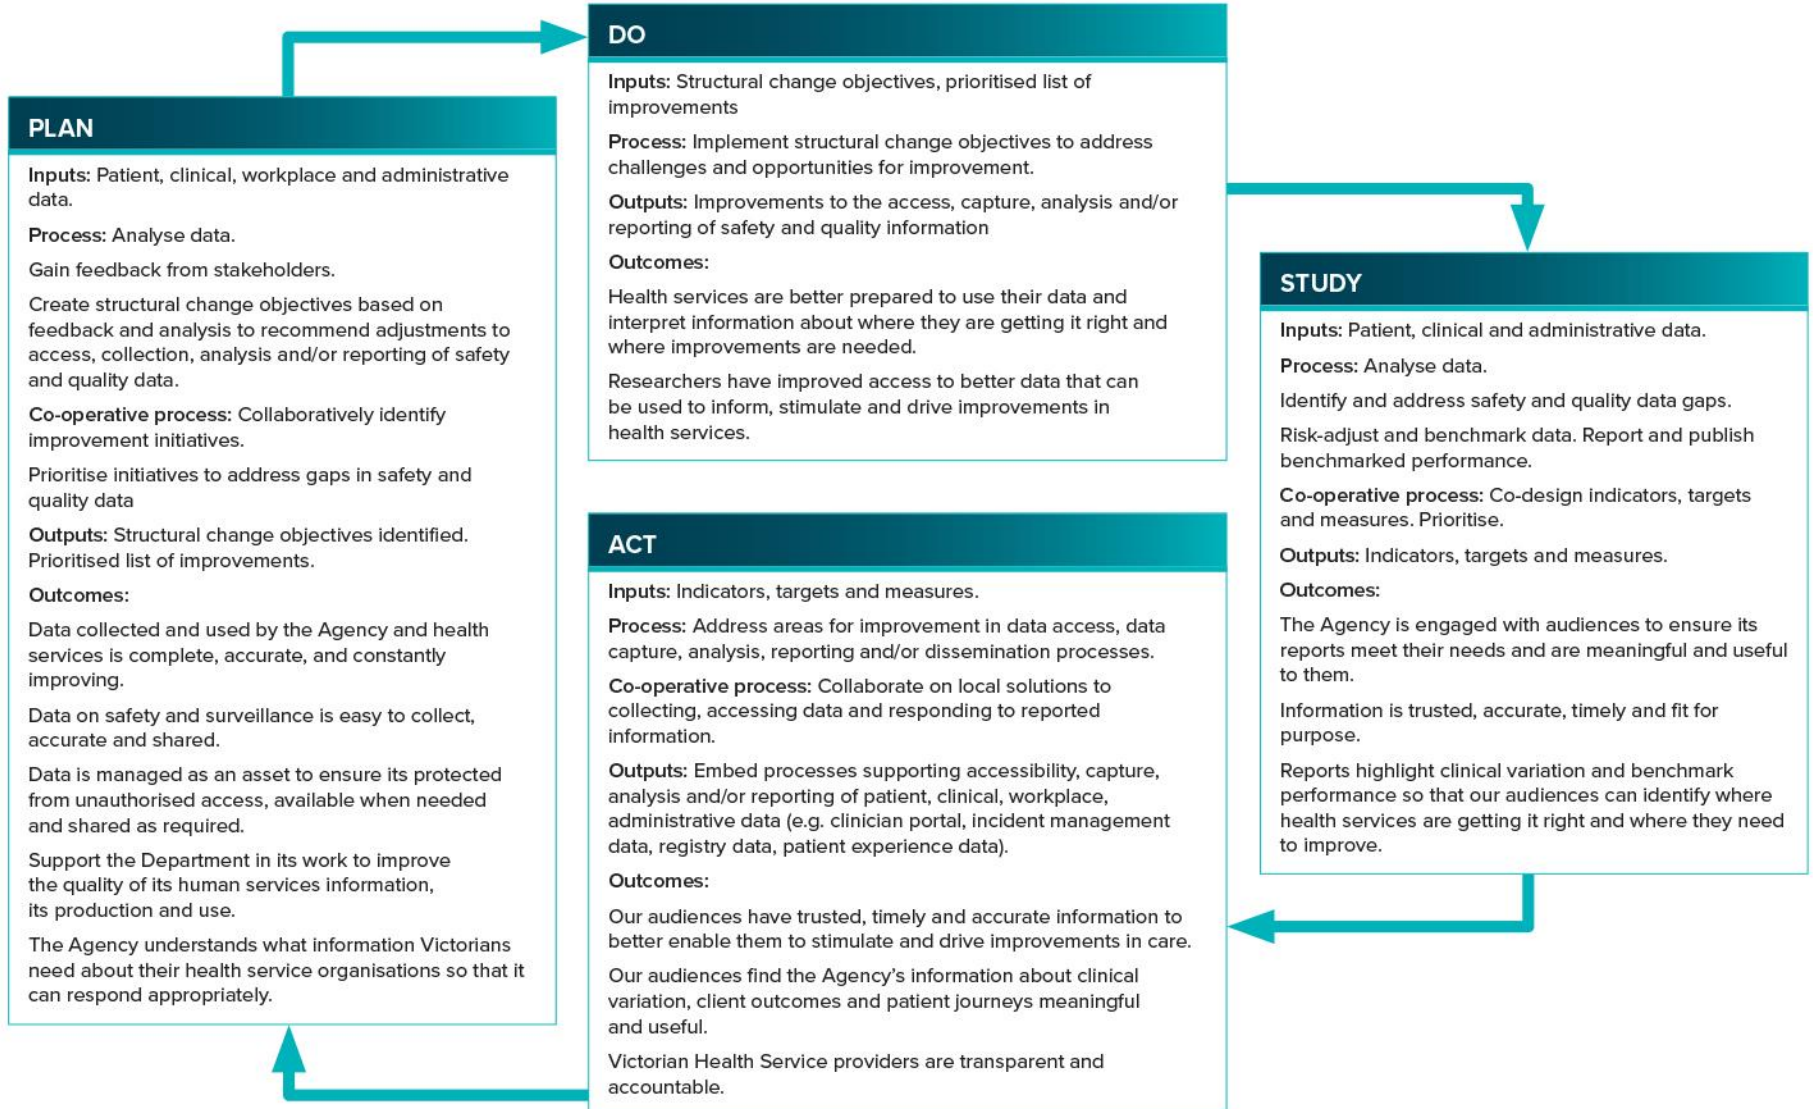 PLAN
Inputs: Patient, clinical, workplace and administrative
data.
Process: Analyse data.
Gain feedback from stakeholders.
Create structural change objectives based on
feedback and analysis to recommend adjustments to
access, collection, analysis and/or reporting of safety
and quality data.
Co-operative process: Collaboratively identify
improvement initiatives.
Prioritise initiatives to address gaps in safety and
quality data
Outputs: Structural change objectives identified.
Prioritised list of improvements.
Outcomes:
Data collected and used by the Agency and health
services is complete, accurate, and constantly
improving.
Data on safety and surveillance is easy to collect,
accurate and shared.
Data is managed as an asset to ensure its protected
from unauthorised access, available when needed
and shared as required.
Support the Department in its work to improve
the quality of its human services information,
its production and use.
The Agency understands what information Victorians
need about their health service organisations so that it
can respond appropriately.
DO
Inputs: Structural change objectives, prioritised list of
improvements
Process: Implement structural change objectives to address
challenges and opportunities for improvement.
Outputs: Improvements to the access, capture, analysis and/or
reporting of safety and quality information
Outcomes:
Health services are better prepared to use their data and
interpret information about where they are getting it right and
where improvements are needed.
Researchers have improved access to better data that can
be used to inform, stimulate and drive improvements in
health services.
STUDY
Inputs: Patient, clinical and administrative data.
Process: Analyse data.
Identify and address safety and quality data gaps.
Risk-adjust and benchmark data. Report and publish
benchmarked performance.
Co-operative process: Co-design indicators, targets
and measures. Prioritise.
Outputs: Indicators, targets and measures.
Outcomes:
The Agency is engaged with audiences to ensure its
reports meet their needs and are meaningful and useful
to them.
Information is trusted, accurate, timely and fit for
purpose.
Reports highlight clinical variation and benchmark
performance so that our audiences can identify where
health services are getting it right and where they need
to improve.
ACT
Inputs: Indicators, targets and measures.
Process: Address areas for improvement in data access, data
capture, analysis, reporting and/or dissemination processes.
Co-operative process: Collaborate on local solutions to
collecting, accessing data and responding to reported
information.
Outputs: Embed processes supporting accessibility, capture,
analysis and/or reporting of patient, clinical, workplace,
administrative data (e.g. clinician portal, incident management
data, registry data, patient experience data).
Outcomes:
Our audiences have trusted, timely and accurate information to
better enable them to stimulate and drive improvements in care.
Our audiences find the Agency's information about clinical
variation, client outcomes and patient journeys meaningful
and useful.
Victorian Health Service providers are transparent and
accountable.